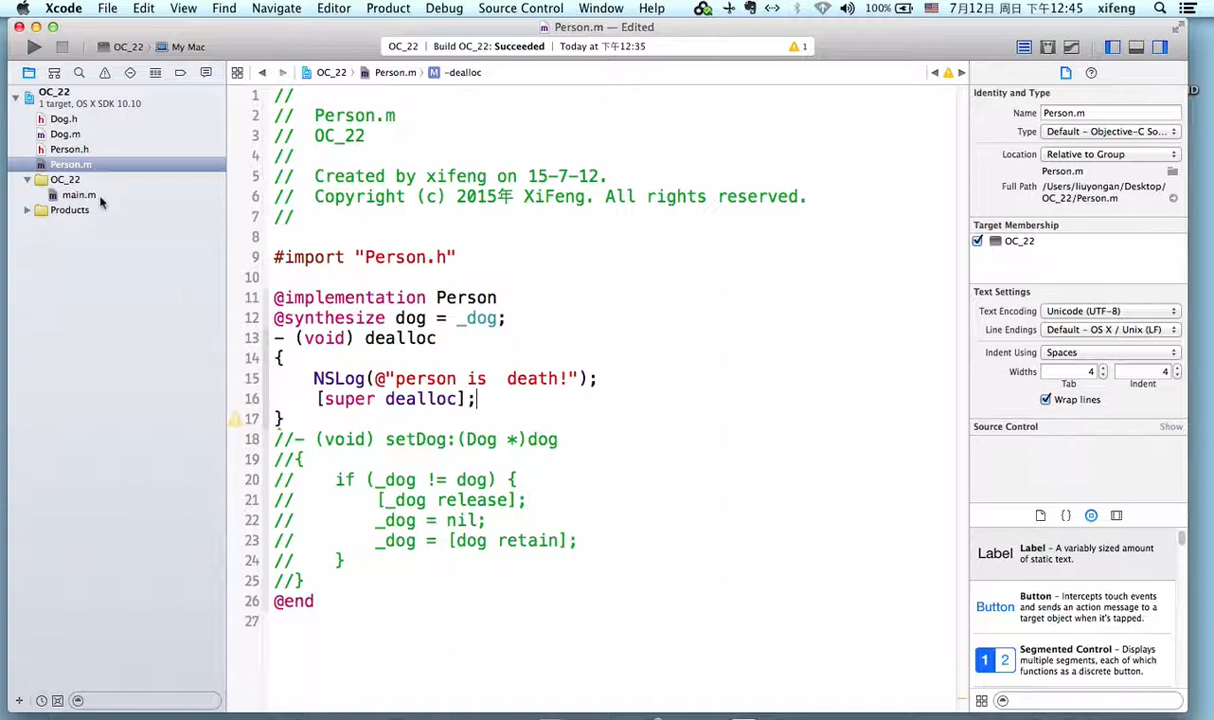 Xcode File Edit View Find Navigate Editor Product Debug Source Control Window Help 100% 7月12日 周日 下午12:45 xifeng
Person.m — Edited
OC_22 My Mac
OC_22 Build OC_22: Succeeded Today at 下午12:35 1
OC_22 Person.m M -dealloc
OC_22
1 target, OS X SDK 10.10
h Dog.h
m Dog.m
h Person.h
m Person.m
OC_22
m main.m
Products
1 //
2 // Person.m
3 // OC_22
4 //
5 // Created by xifeng on 15-7-12.
6 // Copyright (c) 2015年 XiFeng. All rights reserved.
7 //
8
9 #import "Person.h"
10
11 @implementation Person
12 @synthesize dog = _dog;
13 - (void) dealloc
14 {
15 NSLog(@"person is  death!");
16 [super dealloc];
17 }
18 //- (void) setDog:(Dog *)dog
19 //{
20 // if (_dog != dog) {
21 // [_dog release];
22 // _dog = nil;
23 // _dog = [dog retain];
24 // }
25 //}
26 @end
27
Identity and Type
Name Person.m
Type Default - Objective-C So...
Location Relative to Group
Person.m
Full Path /Users/liuyongan/Desktop/
OC_22/Person.m
Target Membership
OC_22
Text Settings
Text Encoding Unicode (UTF-8)
Line Endings Default - OS X / Unix (LF)
Indent Using Spaces
Widths 4 4
Tab Indent
Wrap lines
Source Control Show
Label Label - A variably sized amount
of static text.
Button Button - Intercepts touch events
and sends an action message to a
target object when it's tapped.
1 2 Segmented Control - Displays
multiple segments, each of which
functions as a discrete button.